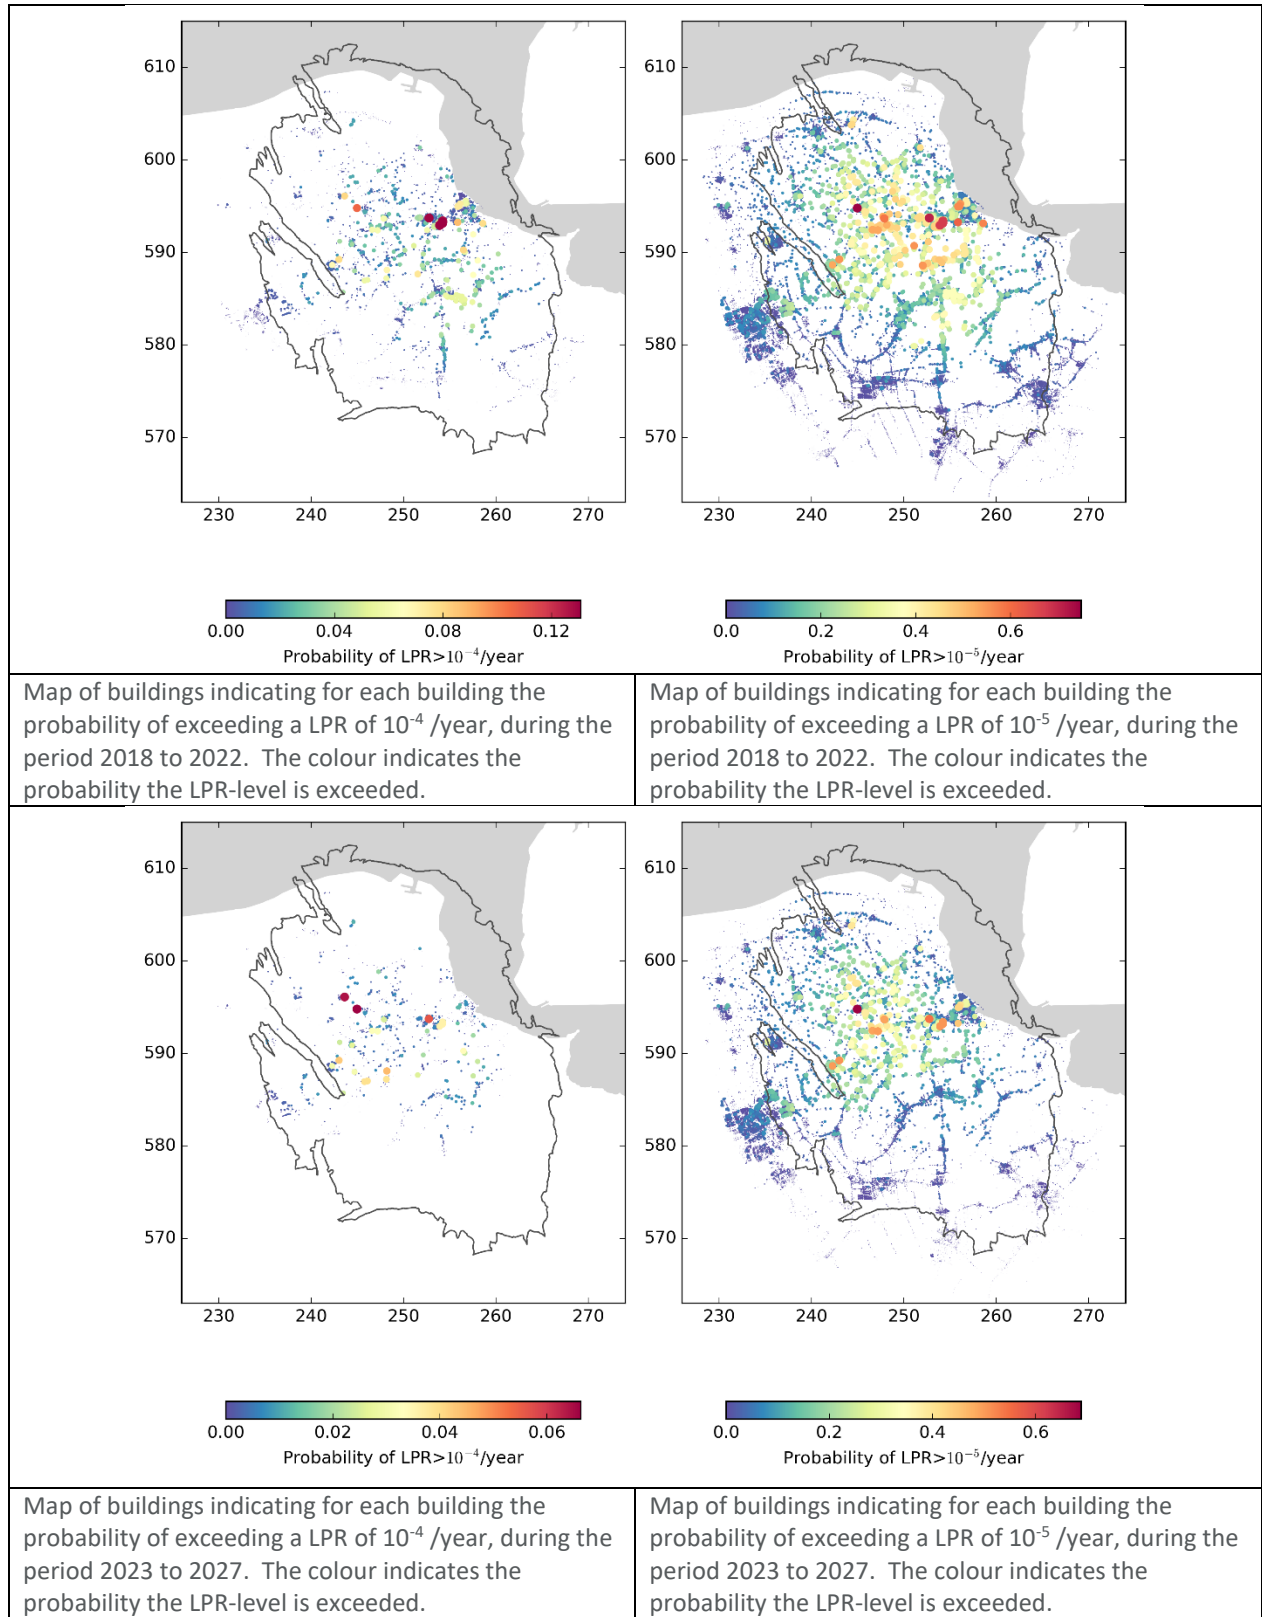 610
600
590
580
570
230 240 250 260 270
610
600
590
580
570
230 240 250 260 270
0.00 0.04 0.08 0.12
Probability of LPR>10⁻⁴/year
0.0 0.2 0.4 0.6
Probability of LPR>10⁻⁵/year
Map of buildings indicating for each building the
probability of exceeding a LPR of 10⁻⁴ /year, during the
period 2018 to 2022. The colour indicates the
probability the LPR-level is exceeded.
Map of buildings indicating for each building the
probability of exceeding a LPR of 10⁻⁵ /year, during the
period 2018 to 2022. The colour indicates the
probability the LPR-level is exceeded.
610
600
590
580
570
230 240 250 260 270
610
600
590
580
570
230 240 250 260 270
0.00 0.02 0.04 0.06
Probability of LPR>10⁻⁴/year
0.0 0.2 0.4 0.6
Probability of LPR>10⁻⁵/year
Map of buildings indicating for each building the
probability of exceeding a LPR of 10⁻⁴ /year, during the
period 2023 to 2027. The colour indicates the
probability the LPR-level is exceeded.
Map of buildings indicating for each building the
probability of exceeding a LPR of 10⁻⁵ /year, during the
period 2023 to 2027. The colour indicates the
probability the LPR-level is exceeded.